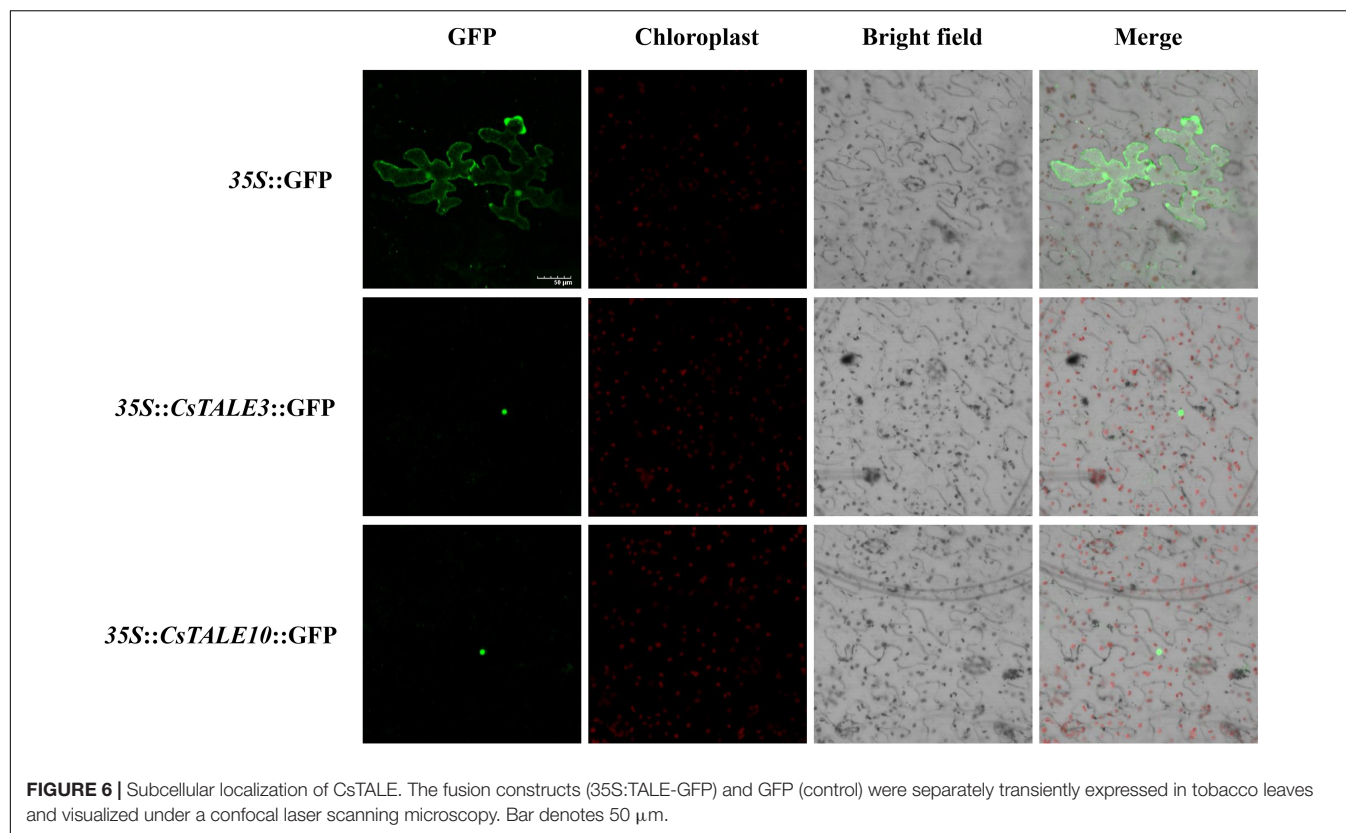 GFP Chloroplast Bright field Merge
35S::GFP
50 μm
35S::CsTALE3::GFP
35S::CsTALE10::GFP
FIGURE 6 | Subcellular localization of CsTALE. The fusion constructs (35S:TALE-GFP) and GFP (control) were separately transiently expressed in tobacco leaves
and visualized under a confocal laser scanning microscopy. Bar denotes 50 μm.